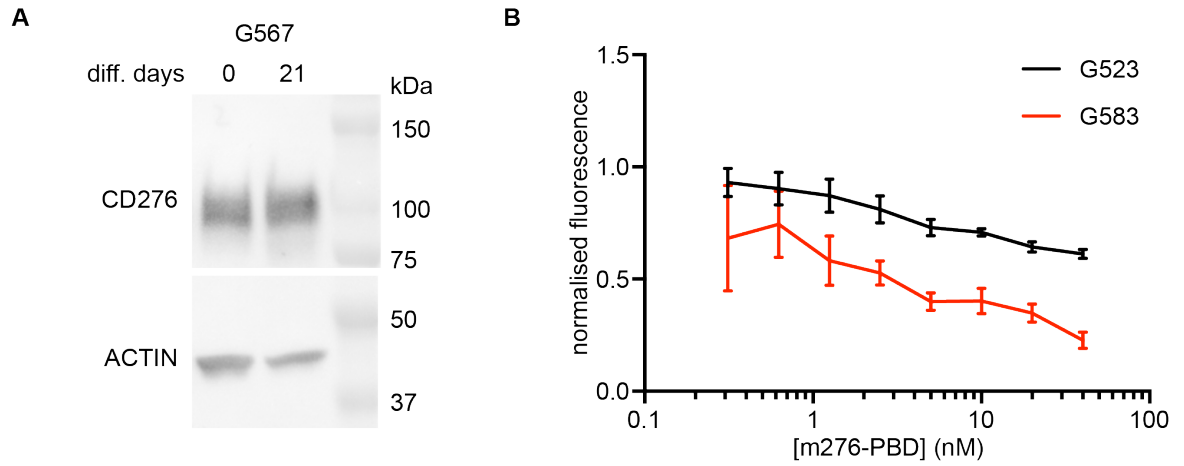 A
G567
diff. days 0 21
kDa
150
CD276
100
75
50
ACTIN
37
B
1.5
1.0
0.5
0.0
normalised fluorescence
G523
G583
0.1 1 10 100
[m276-PBD] (nM)